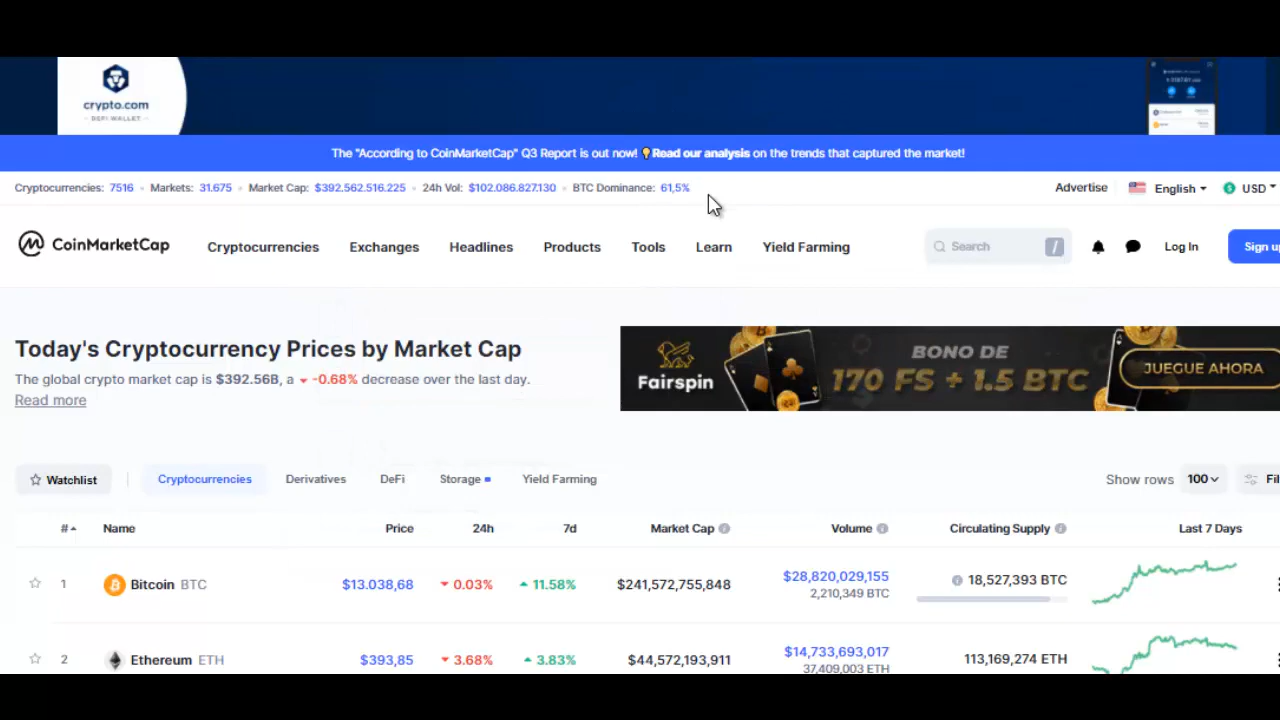 crypto.com
DEFI WALLET
The "According to CoinMarketCap" Q3 Report is out now! Read our analysis on the trends that captured the market!
Cryptocurrencies: 7516 Markets: 31.675 Market Cap: $392.562.516.225 24h Vol: $102.086.827.130 BTC Dominance: 61,5% Advertise English USD
CoinMarketCap Cryptocurrencies Exchanges Headlines Products Tools Learn Yield Farming Search / Log In Sign u
Today's Cryptocurrency Prices by Market Cap
The global crypto market cap is $392.56B, a -0.68% decrease over the last day.
Read more
Fairspin
BONO DE
170 FS + 1.5 BTC
JUEGUE AHORA
Watchlist Cryptocurrencies Derivatives DeFi Storage Yield Farming Show rows 100 Fil
# Name Price 24h 7d Market Cap Volume Circulating Supply Last 7 Days
1 Bitcoin BTC $13.038,68 0.03% 11.58% $241,572,755,848 $28,820,029,155 18,527,393 BTC
2,210,349 BTC
2 Ethereum ETH $393,85 3.68% 3.83% $44,572,193,911 $14,733,693,017 113,169,274 ETH
37,409,003 ETH